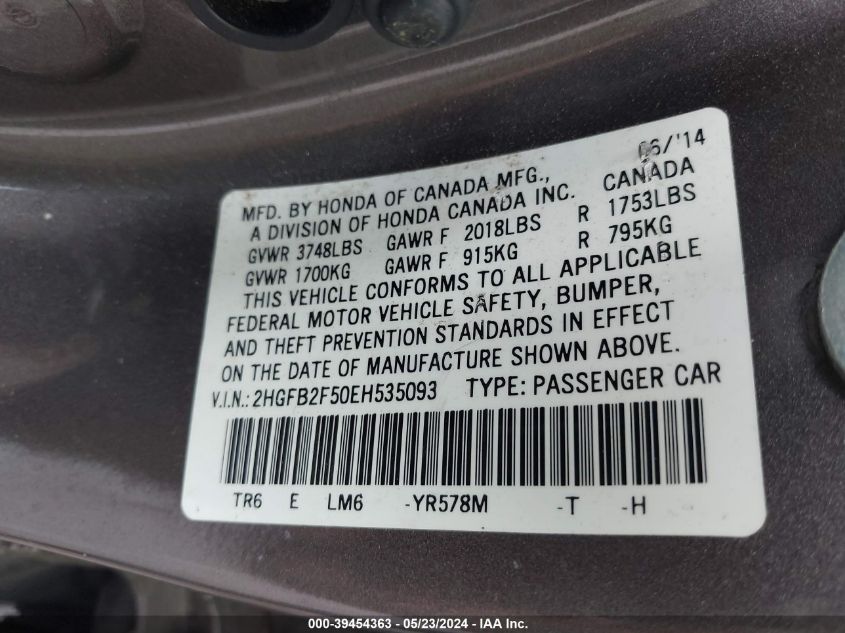 06/'14
MFD. BY HONDA OF CANADA MFG., CANADA
A DIVISION OF HONDA CANADA INC.
GVWR 3748LBS GAWR F 2018LBS R 1753LBS
GVWR 1700KG GAWR F 915KG R 795KG
THIS VEHICLE CONFORMS TO ALL APPLICABLE
FEDERAL MOTOR VEHICLE SAFETY, BUMPER,
AND THEFT PREVENTION STANDARDS IN EFFECT
ON THE DATE OF MANUFACTURE SHOWN ABOVE.
V.I.N.: 2HGFB2F50EH535093 TYPE: PASSENGER CAR
TR6 E LM6 -YR578M -T -H
000-39454363 - 05/23/2024 - IAA Inc.